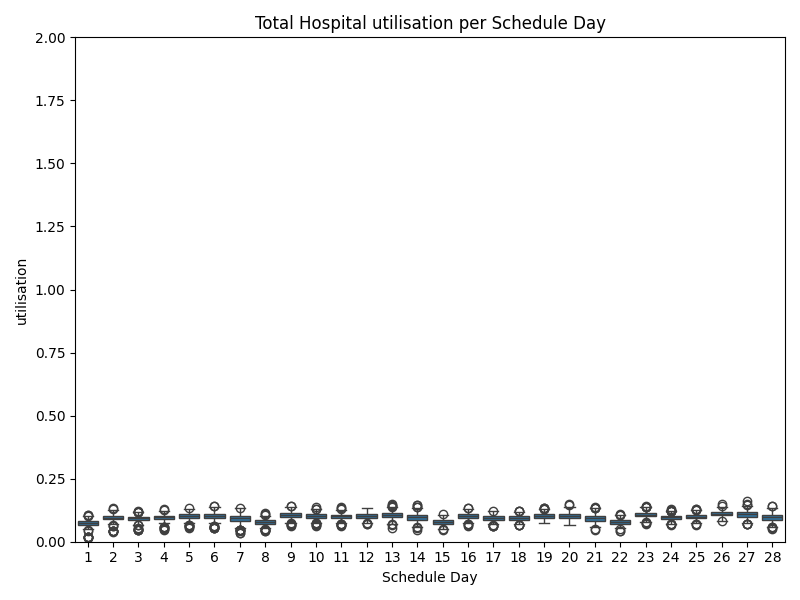 Total Hospital utilisation per Schedule Day
2.00
1.75
1.50
1.25
1.00
0.75
0.50
0.25
0.00
utilisation
1 2 3 4 5 6 7 8 9 10 11 12 13 14 15 16 17 18 19 20 21 22 23 24 25 26 27 28
Schedule Day